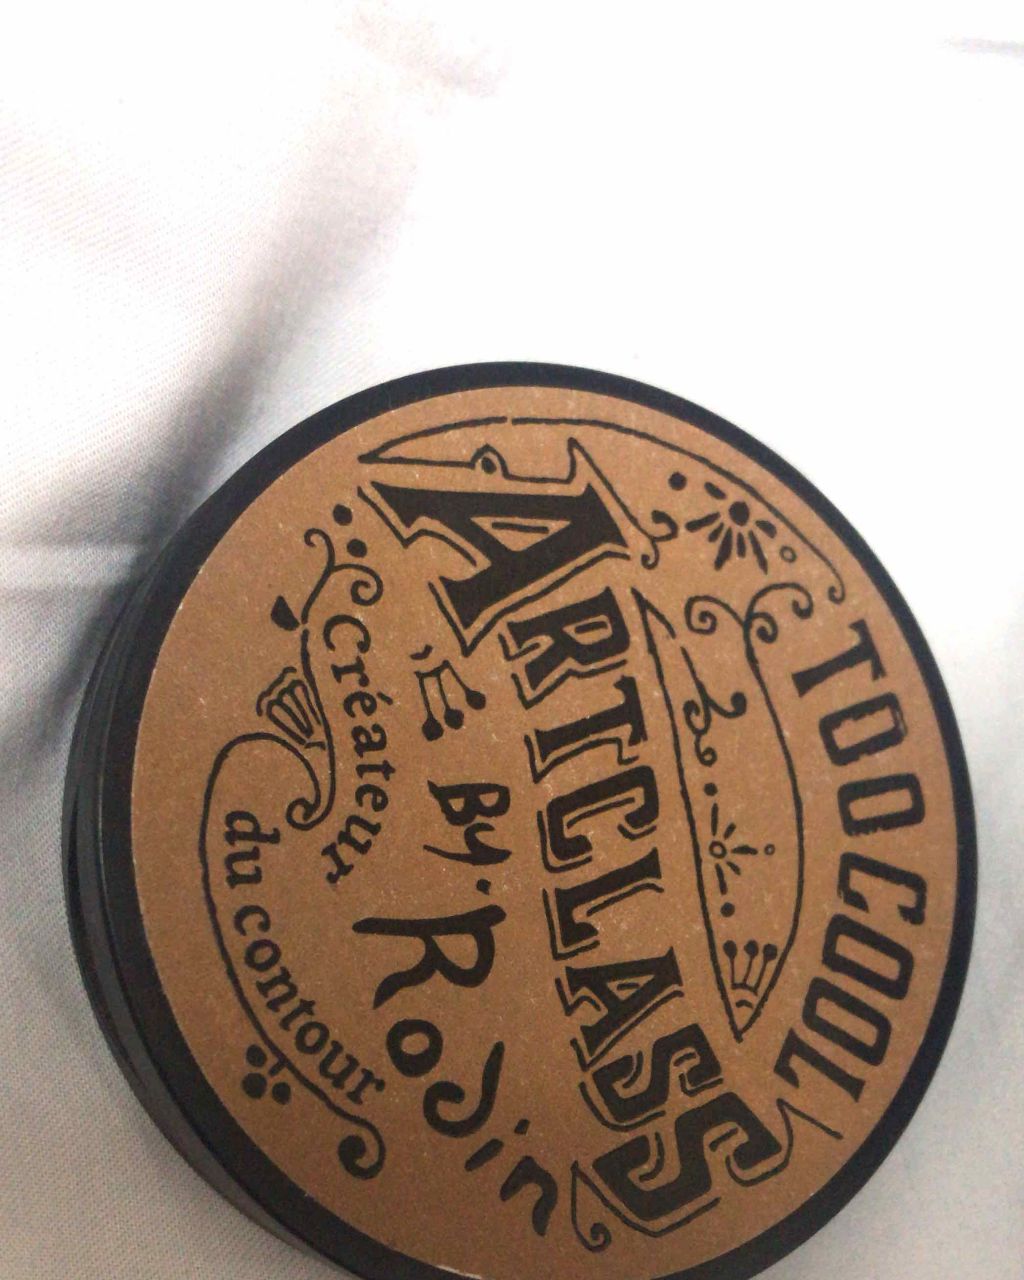 TOO COOL
ARTCLASS
BY.RODIN
Créateur
du contour